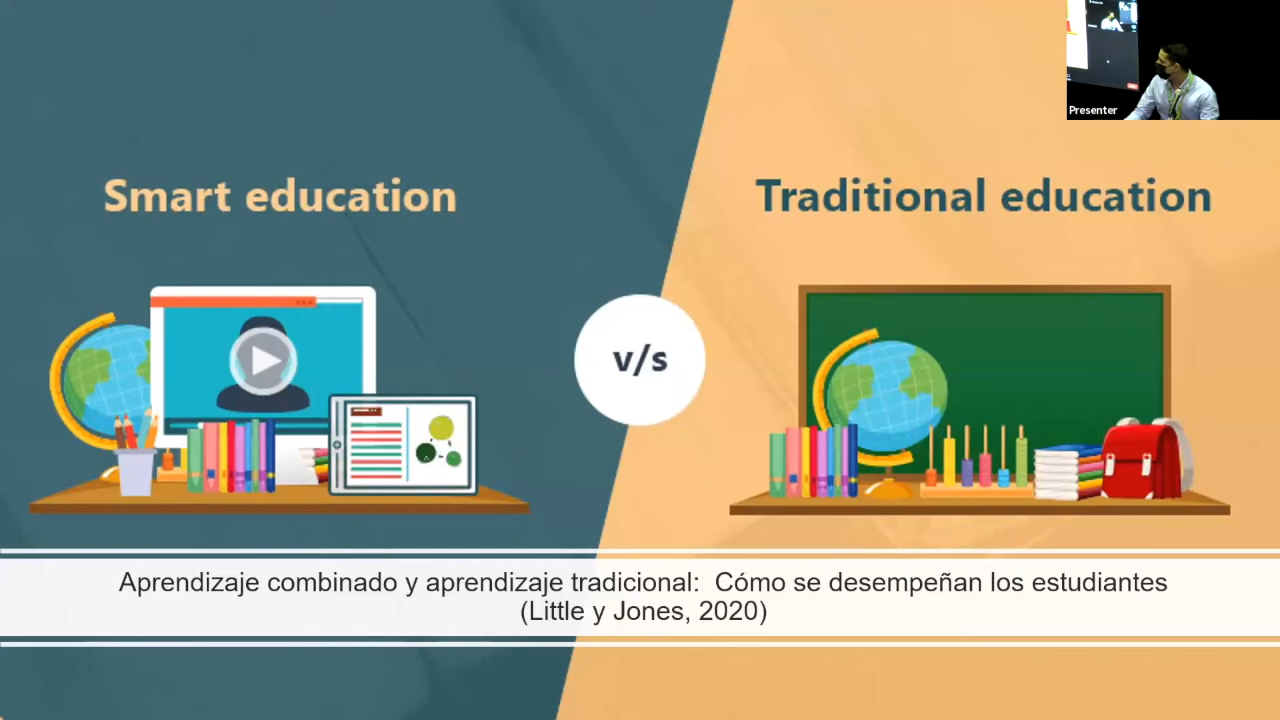 Presenter
Smart education
Traditional education
v/s
Aprendizaje combinado y aprendizaje tradicional:  Cómo se desempeñan los estudiantes
(Little y Jones, 2020)